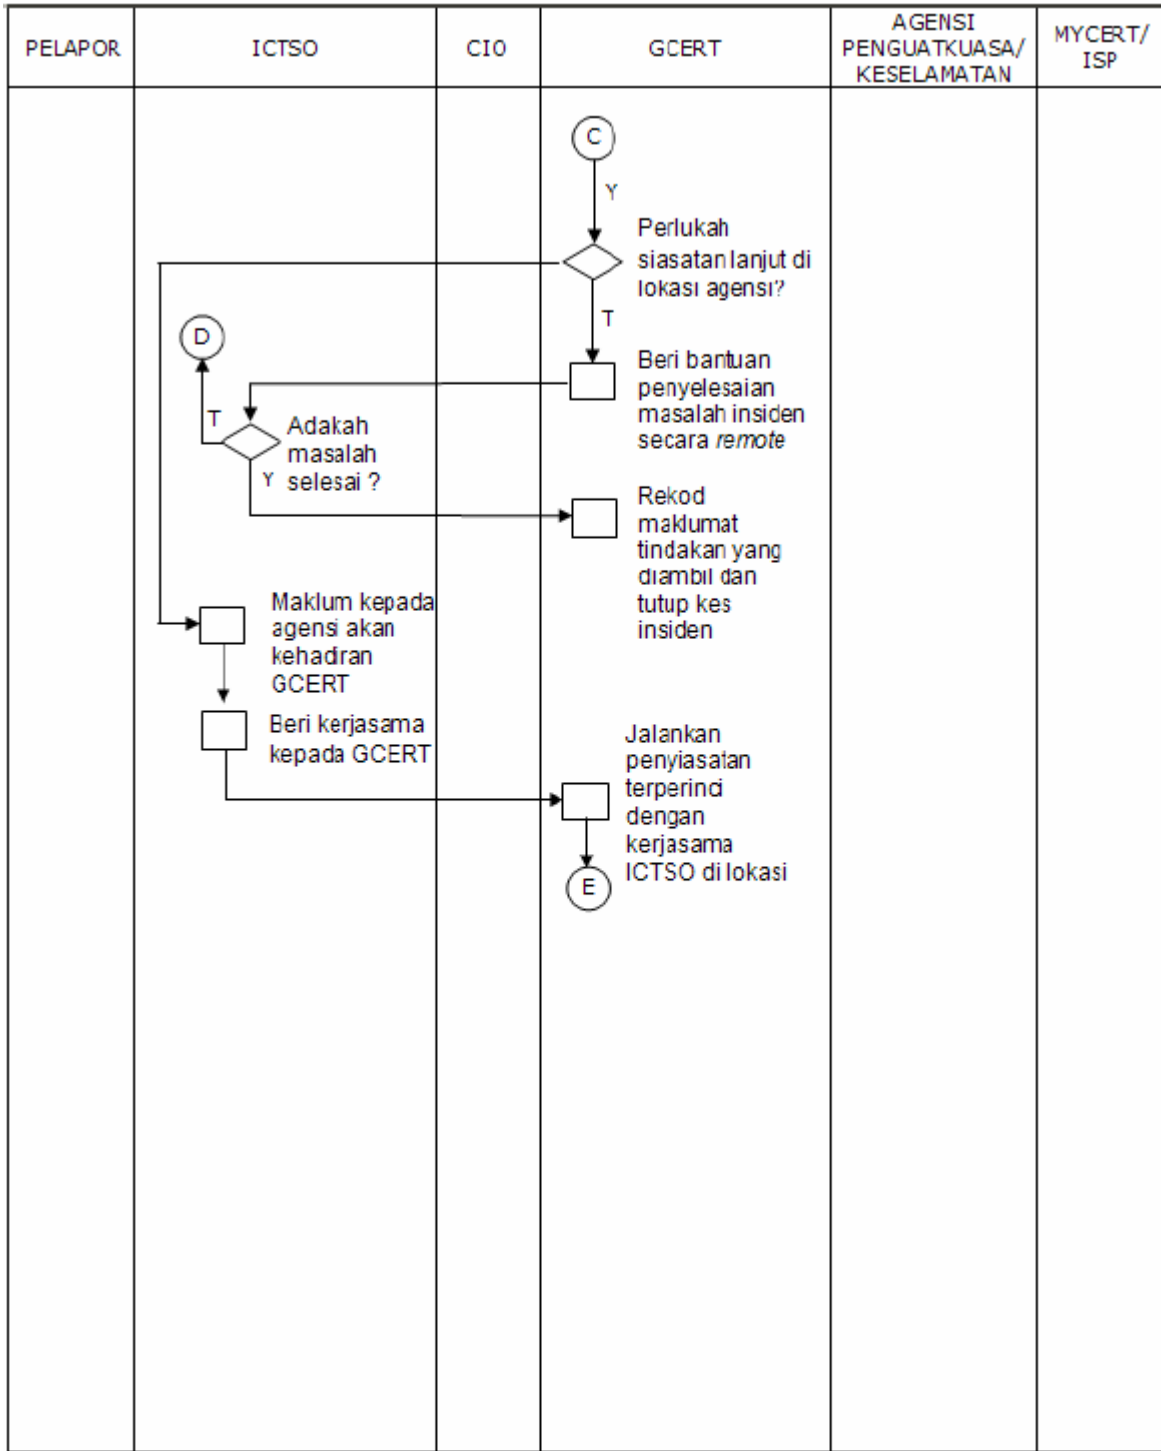 PELAPOR
ICTSO
CIO
GCERT
AGENSI
PENGUATKUASA/
KESELAMATAN
MYCERT/
ISP
C
Y
Perlukah
siasatan lanjut di
lokasi agensi?
T
D
Beri bantuan
penyelesaian
masalah insiden
secara remote
T
Adakah
masalah
selesai ?
Y
Rekod
maklumat
tindakan yang
diambil dan
tutup kes
insiden
Maklum kepada
agensi akan
kehadiran
GCERT
Beri kerjasama
kepada GCERT
Jalankan
penyiasatan
terperinci
dengan
kerjasama
ICTSO di lokasi
E